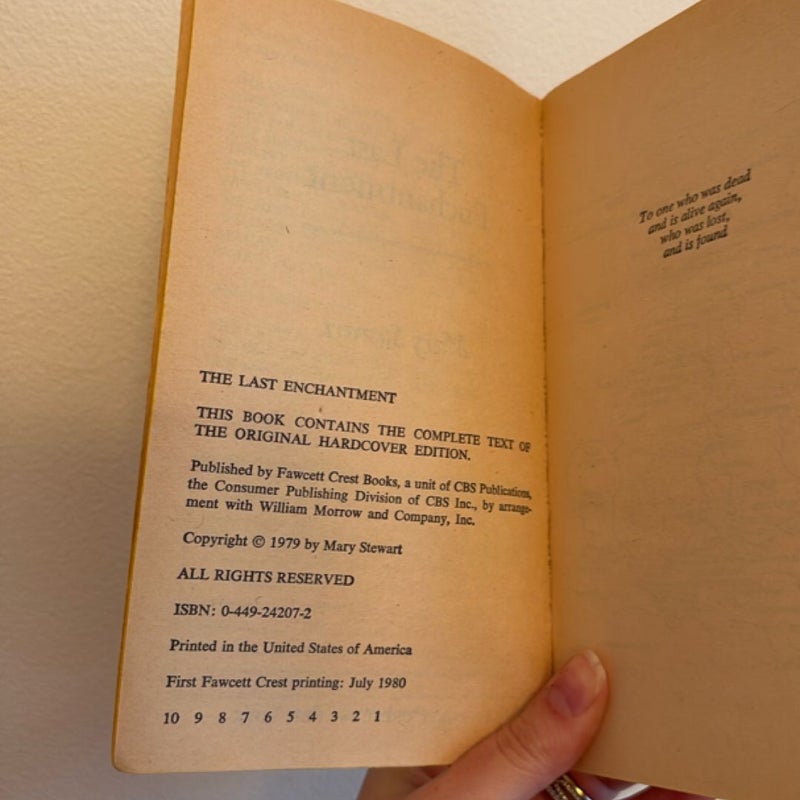 THE LAST ENCHANTMENT
THIS BOOK CONTAINS THE COMPLETE TEXT OF
THE ORIGINAL HARDCOVER EDITION.
Published by Fawcett Crest Books, a unit of CBS Publications,
the Consumer Publishing Division of CBS Inc., by arrange-
ment with William Morrow and Company, Inc.
Copyright © 1979 by Mary Stewart
ALL RIGHTS RESERVED
ISBN: 0-449-24207-2
Printed in the United States of America
First Fawcett Crest printing: July 1980
10 9 8 7 6 5 4 3 2 1
To one who was dead
and is alive again,
who was lost,
and is found